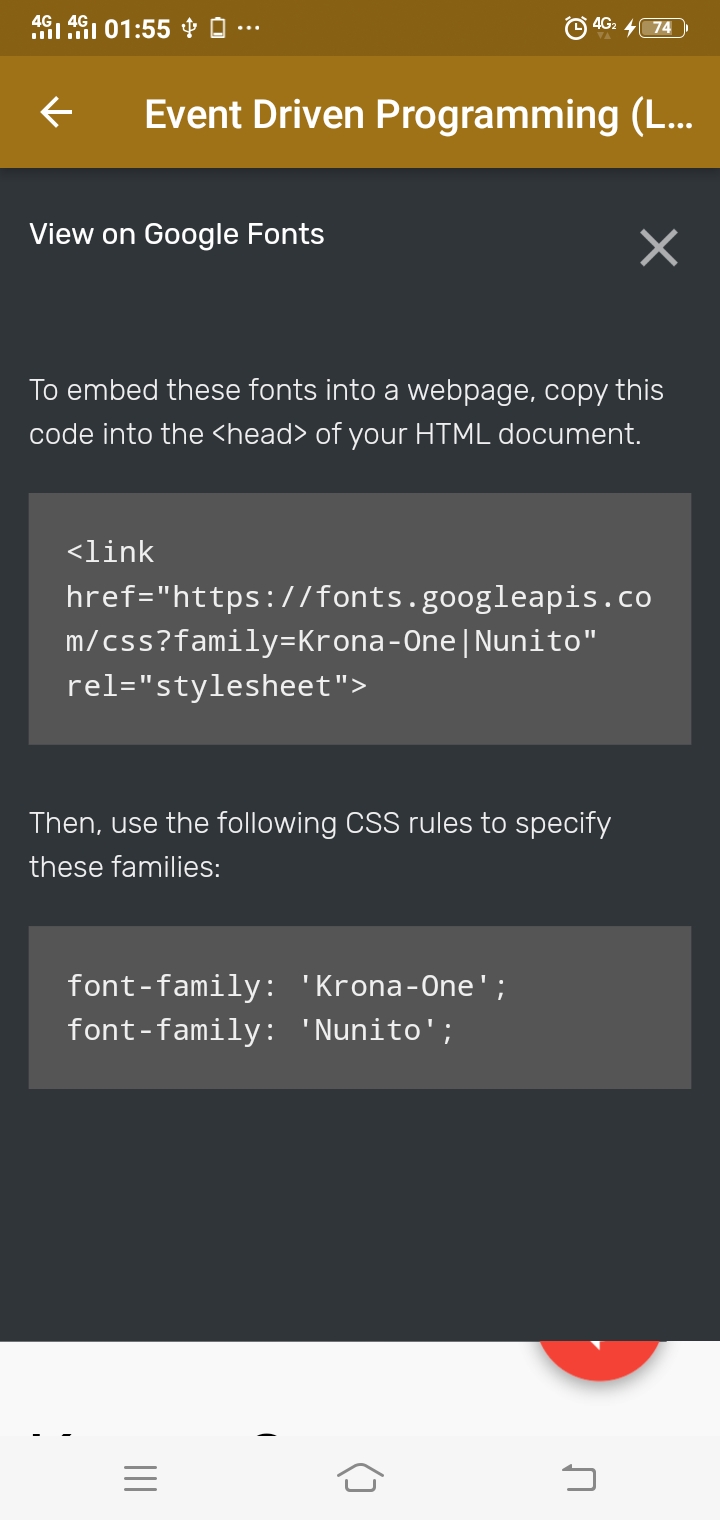 4G 4G 01:55 ... 4G2 74
Event Driven Programming (L...
View on Google Fonts
To embed these fonts into a webpage, copy this
code into the <head> of your HTML document.
<link
href="https://fonts.googleapis.co
m/css?family=Krona-One|Nunito"
rel="stylesheet">
Then, use the following CSS rules to specify
these families:
font-family: 'Krona-One';
font-family: 'Nunito';